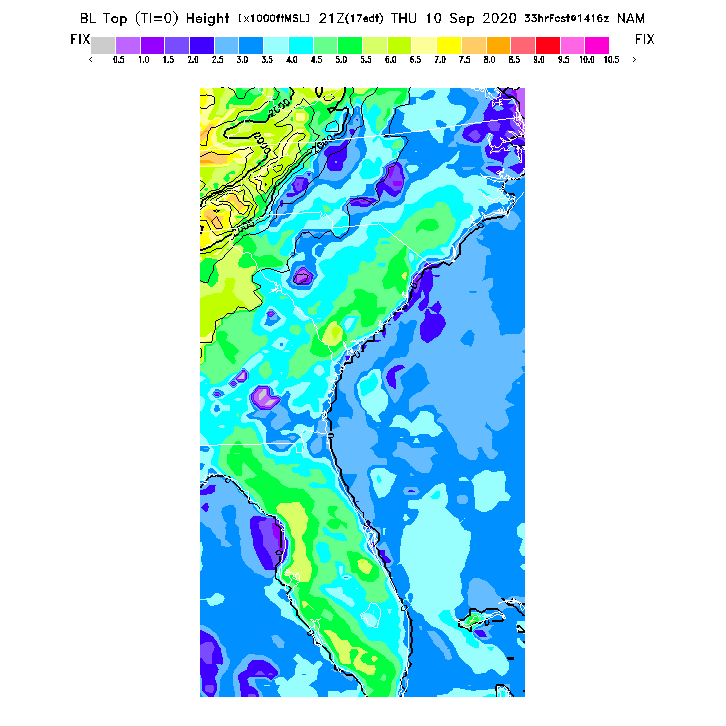 BL Top (TI=0) Height [x1000ftMSL] 21Z(17edt) THU 10 Sep 2020 33hrFcst@1416z NAM
FIX FIX
< 0.5 1.0 1.5 2.0 2.5 3.0 3.5 4.0 4.5 5.0 5.5 6.0 6.5 7.0 7.5 8.0 8.5 9.0 9.5 10.0 10.5 >
2000
2000
2000